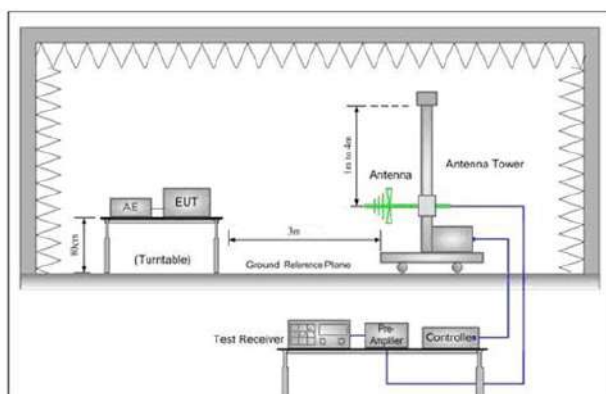 1m to 4m
Antenna
Antenna Tower
AE
EUT
80cm
(Turntable)
3m
Ground Reference Plane
Test Receiver
Pre-
Amplifier
Controller